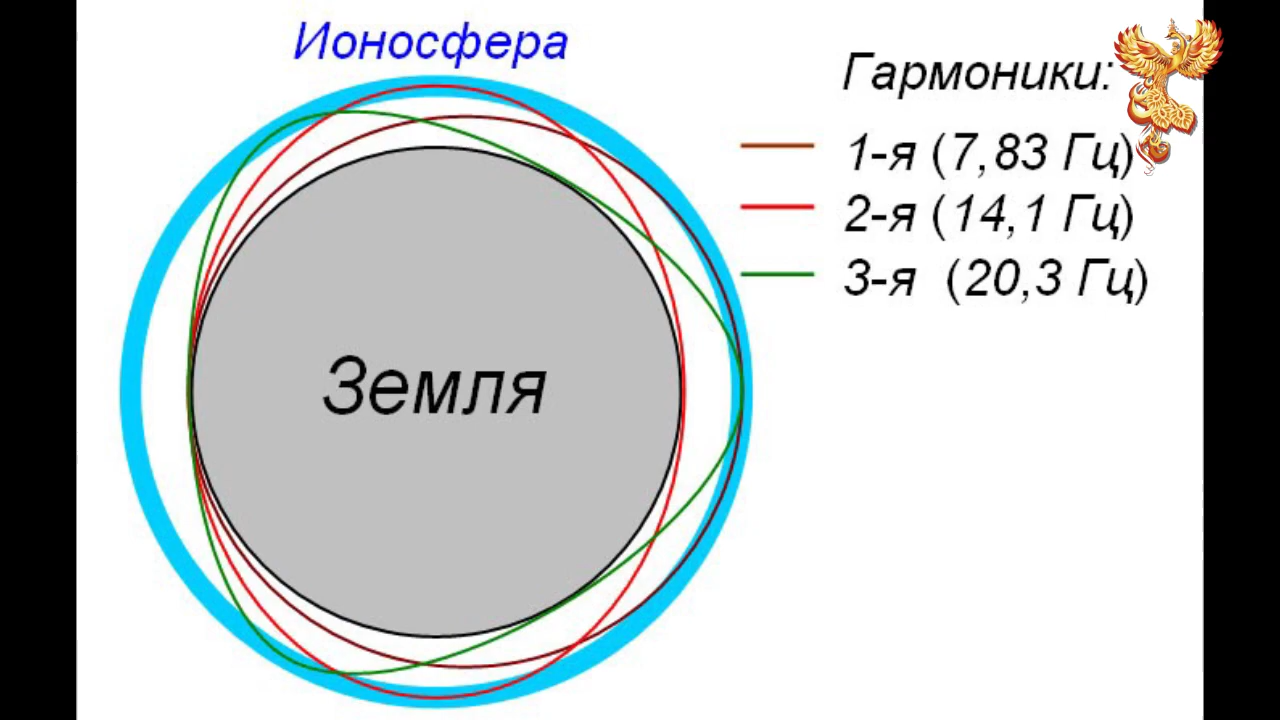 Ионосфера
Гармоники:
1-я (7,83 Гц)
2-я (14,1 Гц)
3-я (20,3 Гц)
Земля